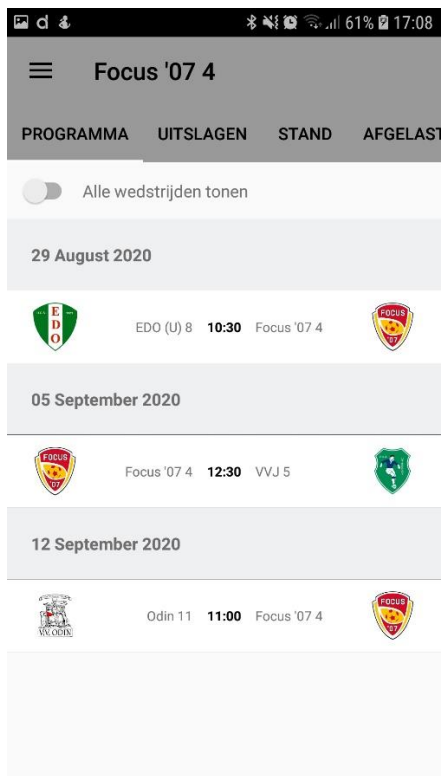 61% 17:08
Focus '07 4
PROGRAMMA UITSLAGEN STAND AFGELAST
Alle wedstrijden tonen
29 August 2020
EDO
EDO (U) 8 10:30 Focus '07 4
FOCUS '07
05 September 2020
FOCUS '07
Focus '07 4 12:30 VVJ 5
12 September 2020
V.V. ODIN
Odin 11 11:00 Focus '07 4
FOCUS '07